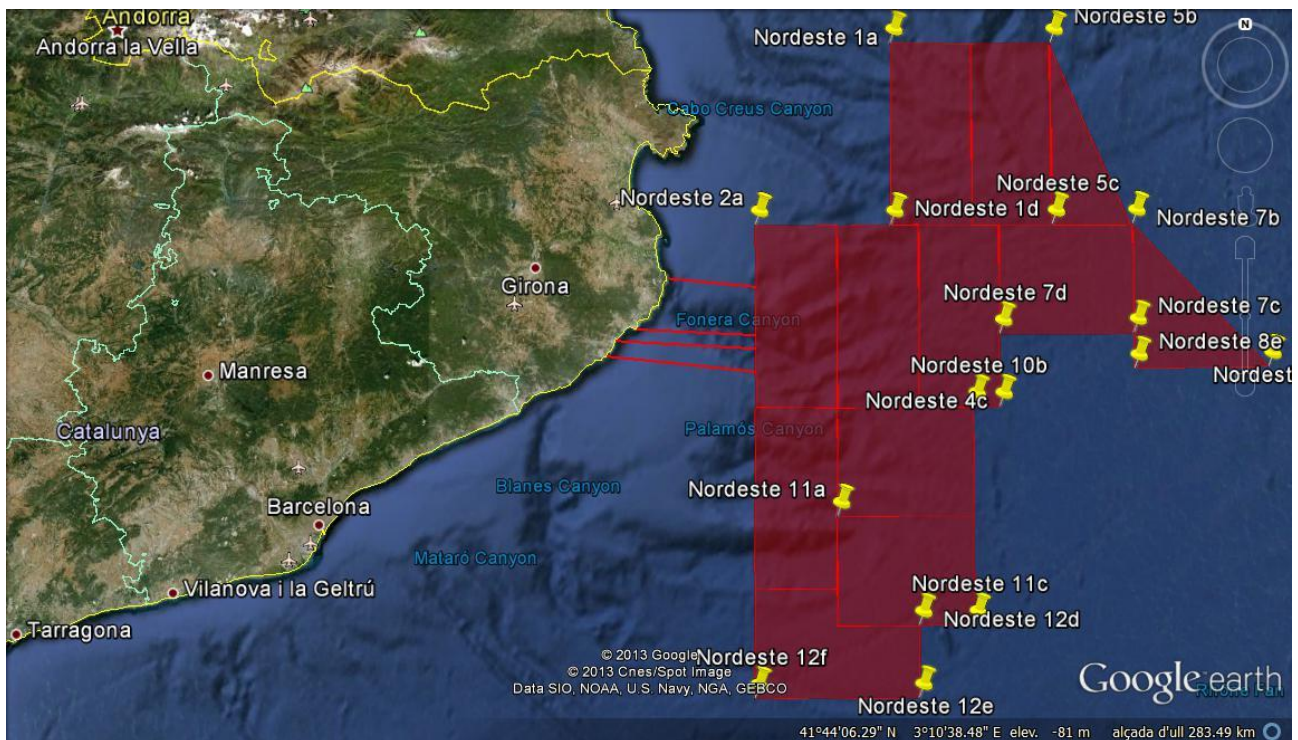 Andorra
Andorra la Vella
Nordeste 1a
Nordeste 5b
N
Cabo Creus Canyon
Nordeste 2a
Nordeste 5c
Nordeste 1d
Nordeste 7b
Girona
Fonera Canyon
Nordeste 7d
Nordeste 7c
Nordeste 8e
Nordest
Manresa
Nordeste 10b
Nordeste 4c
Catalunya
Palamós Canyon
Blanes Canyon
Nordeste 11a
Barcelona
Mataró Canyon
Vilanova i la Geltrú
Nordeste 11c
Nordeste 12d
Tarragona
© 2013 Google
Nordeste 12f
© 2013 Cnes/Spot Image
Data SIO, NOAA, U.S. Navy, NGA, GEBCO
Google earth
Rhône Fan
Nordeste 12e
41°44'06.29" N 3°10'38.48" E elev. -81 m alçada d'ull 283.49 km